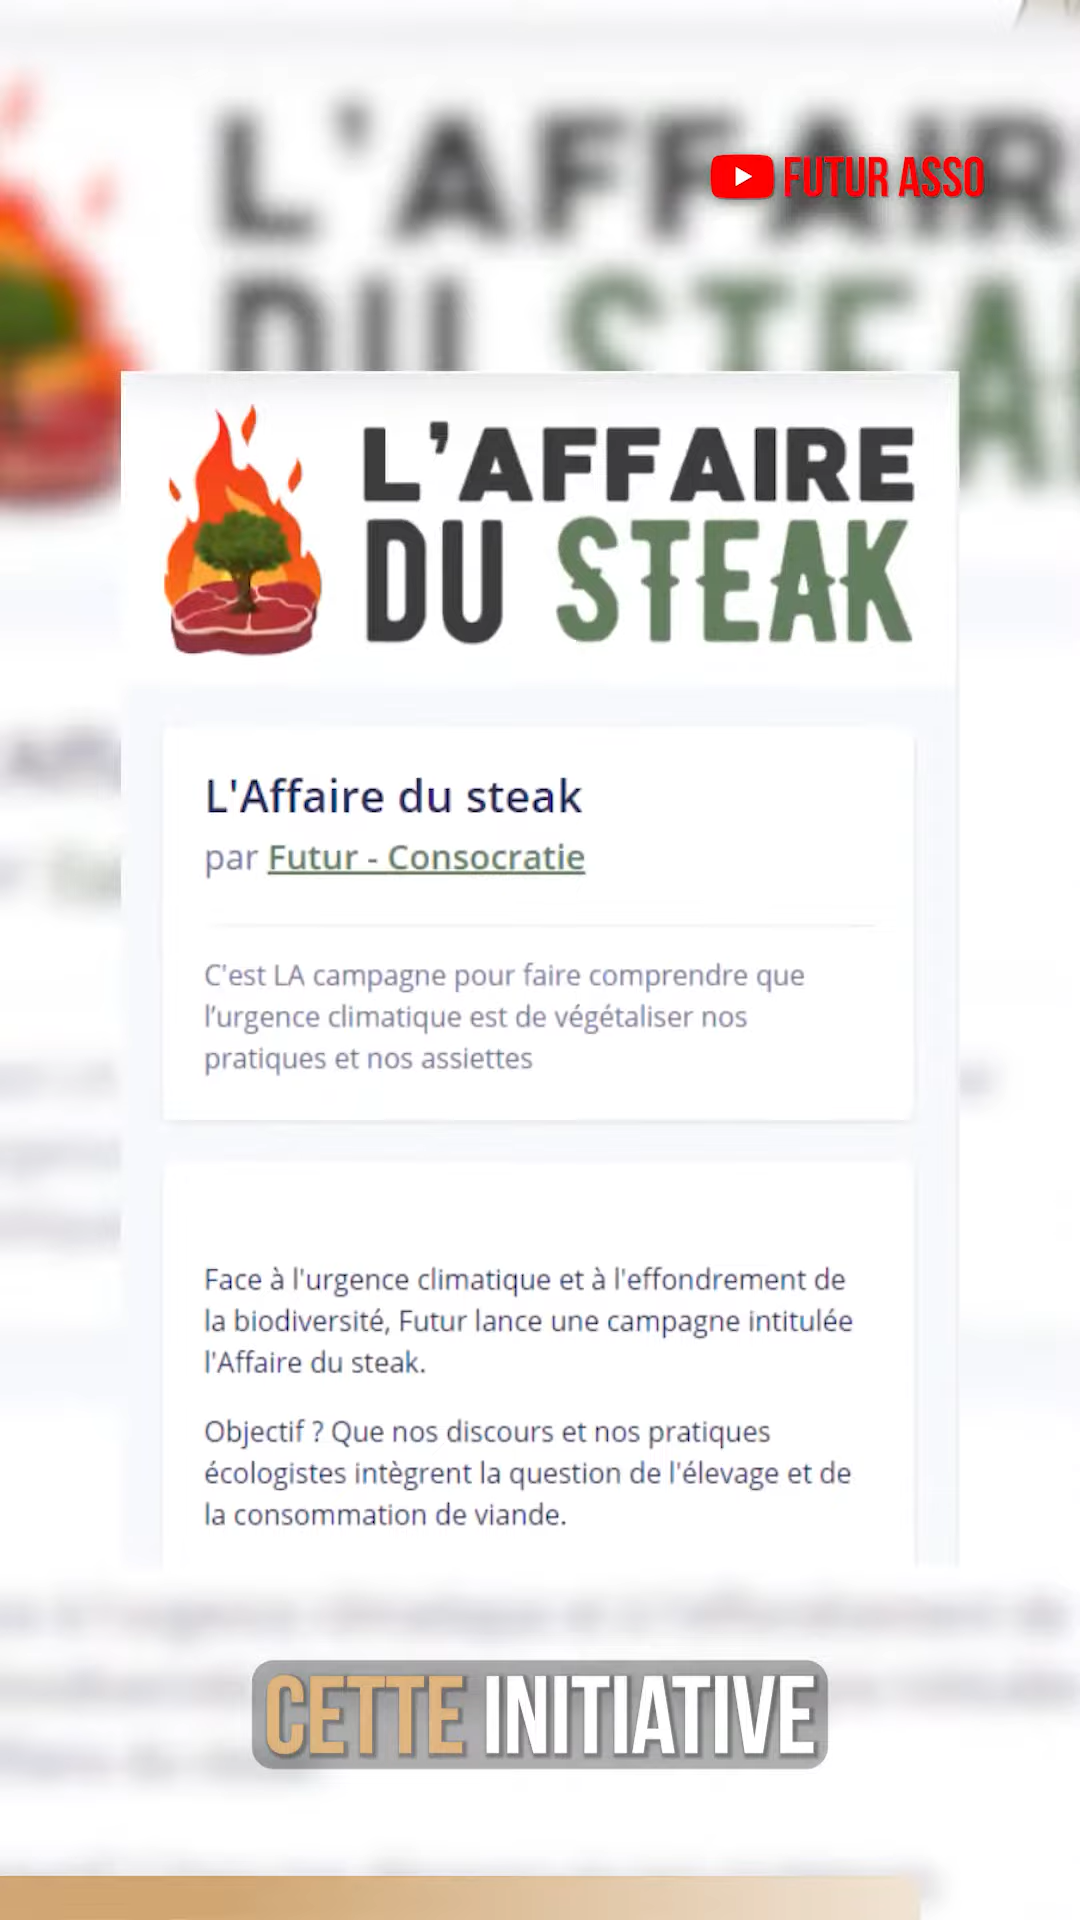 FUTUR ASSO
L'AFFAIRE
DU STEAK
L'Affaire du steak
par Futur - Consocratie
C'est LA campagne pour faire comprendre que
l’urgence climatique est de végétaliser nos
pratiques et nos assiettes
Face à l'urgence climatique et à l'effondrement de
la biodiversité, Futur lance une campagne intitulée
l'Affaire du steak.
Objectif ? Que nos discours et nos pratiques
écologistes intègrent la question de l'élevage et de
la consommation de viande.
CETTE INITIATIVE